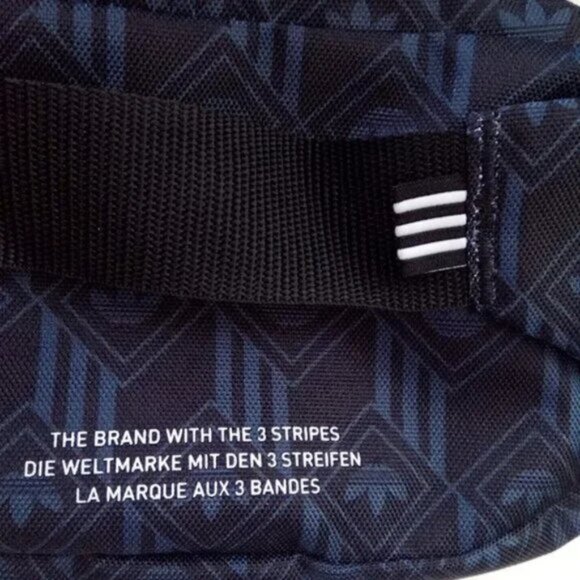 THE BRAND WITH THE 3 STRIPES
DIE WELTMARKE MIT DEN 3 STREIFEN
LA MARQUE AUX 3 BANDES